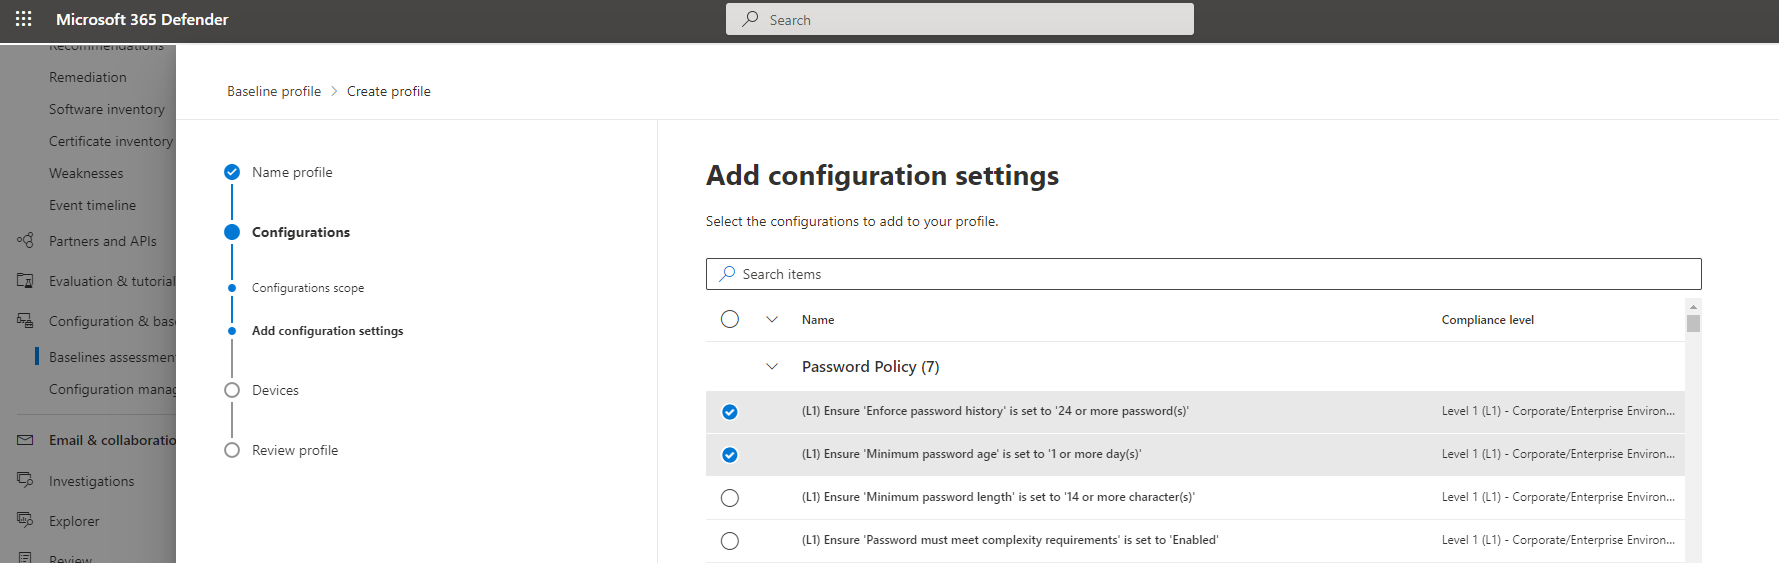 Microsoft 365 Defender
Search
Recommendations
Remediation
Software inventory
Certificate inventory
Weaknesses
Event timeline
Partners and APIs
Evaluation & tutorial
Configuration & bas
Baselines assessmen
Configuration manag
Email & collaboratio
Investigations
Explorer
Review
Baseline profile > Create profile
Name profile
Configurations
Configurations scope
Add configuration settings
Devices
Review profile
Add configuration settings
Select the configurations to add to your profile.
Search items
Name Compliance level
Password Policy (7)
(L1) Ensure 'Enforce password history' is set to '24 or more password(s)' Level 1 (L1) - Corporate/Enterprise Environ...
(L1) Ensure 'Minimum password age' is set to '1 or more day(s)' Level 1 (L1) - Corporate/Enterprise Environ...
(L1) Ensure 'Minimum password length' is set to '14 or more character(s)' Level 1 (L1) - Corporate/Enterprise Environ...
(L1) Ensure 'Password must meet complexity requirements' is set to 'Enabled' Level 1 (L1) - Corporate/Enterprise Environ...